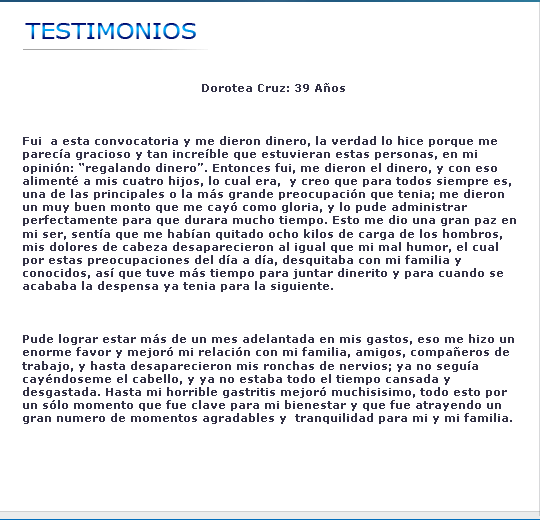 TESTIMONIOS
Dorotea Cruz: 39 Años
Fui  a esta convocatoria y me dieron dinero, la verdad lo hice porque me
parecía gracioso y tan increíble que estuvieran estas personas, en mi
opinión: “regalando dinero”. Entonces fui, me dieron el dinero, y con eso
alimenté a mis cuatro hijos, lo cual era,  y creo que para todos siempre es,
una de las principales o la más grande preocupación que tenia; me dieron
un muy buen monto que me cayó como gloria, y lo pude administrar
perfectamente para que durara mucho tiempo. Esto me dio una gran paz en
mi ser, sentía que me habían quitado ocho kilos de carga de los hombros,
mis dolores de cabeza desaparecieron al igual que mi mal humor, el cual
por estas preocupaciones del día a día, desquitaba con mi familia y
conocidos, así que tuve más tiempo para juntar dinerito y para cuando se
acababa la despensa ya tenia para la siguiente.
Pude lograr estar más de un mes adelantada en mis gastos, eso me hizo un
enorme favor y mejoró mi relación con mi familia, amigos, compañeros de
trabajo, y hasta desaparecieron mis ronchas de nervios; ya no seguía
cayéndoseme el cabello, y ya no estaba todo el tiempo cansada y
desgastada. Hasta mi horrible gastritis mejoró muchisisimo, todo esto por
un sólo momento que fue clave para mi bienestar y que fue atrayendo un
gran numero de momentos agradables y  tranquilidad para mi y mi familia.